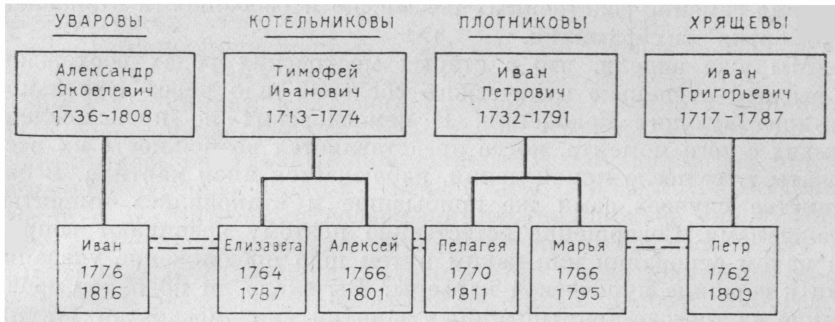 УВАРОВЫ КОТЕЛЬНИКОВЫ ПЛОТНИКОВЫ ХРЯЩЕВЫ
Александр Тимофей Иван Иван
Яковлевич Иванович Петрович Григорьевич
1736-1808 1713-1774 1732-1791 1717-1787
Иван Елизавета Алексей Пелагея Марья Петр
1776 1764 1766 1770 1766 1762
1816 1787 1801 1811 1795 1809